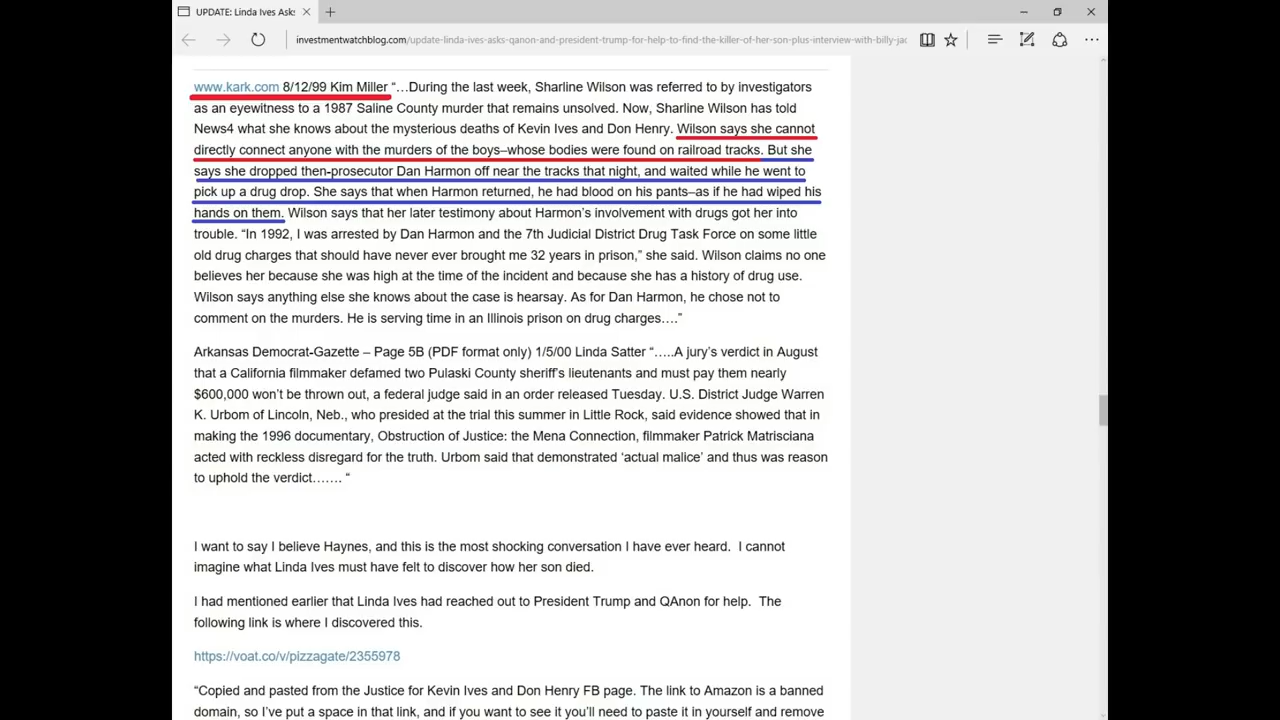 UPDATE: Linda Ives Asks
investmentwatchblog.com/update-linda-ives-asks-qanon-and-president-trump-for-help-to-find-the-killer-of-her-son-plus-interview-with-billy-jac
www.kark.com 8/12/99 Kim Miller “…During the last week, Sharline Wilson was referred to by investigators
as an eyewitness to a 1987 Saline County murder that remains unsolved. Now, Sharline Wilson has told
News4 what she knows about the mysterious deaths of Kevin Ives and Don Henry. Wilson says she cannot
directly connect anyone with the murders of the boys–whose bodies were found on railroad tracks. But she
says she dropped then-prosecutor Dan Harmon off near the tracks that night, and waited while he went to
pick up a drug drop. She says that when Harmon returned, he had blood on his pants–as if he had wiped his
hands on them. Wilson says that her later testimony about Harmon’s involvement with drugs got her into
trouble. “In 1992, I was arrested by Dan Harmon and the 7th Judicial District Drug Task Force on some little
old drug charges that should have never ever brought me 32 years in prison,” she said. Wilson claims no one
believes her because she was high at the time of the incident and because she has a history of drug use.
Wilson says anything else she knows about the case is hearsay. As for Dan Harmon, he chose not to
comment on the murders. He is serving time in an Illinois prison on drug charges….”
Arkansas Democrat-Gazette – Page 5B (PDF format only) 1/5/00 Linda Satter “…..A jury’s verdict in August
that a California filmmaker defamed two Pulaski County sheriff’s lieutenants and must pay them nearly
$600,000 won’t be thrown out, a federal judge said in an order released Tuesday. U.S. District Judge Warren
K. Urbom of Lincoln, Neb., who presided at the trial this summer in Little Rock, said evidence showed that in
making the 1996 documentary, Obstruction of Justice: the Mena Connection, filmmaker Patrick Matrisciana
acted with reckless disregard for the truth. Urbom said that demonstrated ‘actual malice’ and thus was reason
to uphold the verdict……. “
I want to say I believe Haynes, and this is the most shocking conversation I have ever heard.  I cannot
imagine what Linda Ives must have felt to discover how her son died.
I had mentioned earlier that Linda Ives had reached out to President Trump and QAnon for help.  The
following link is where I discovered this.
https://voat.co/v/pizzagate/2355978
“Copied and pasted from the Justice for Kevin Ives and Don Henry FB page. The link to Amazon is a banned
domain, so I’ve put a space in that link, and if you want to see it you’ll need to paste it in yourself and remove